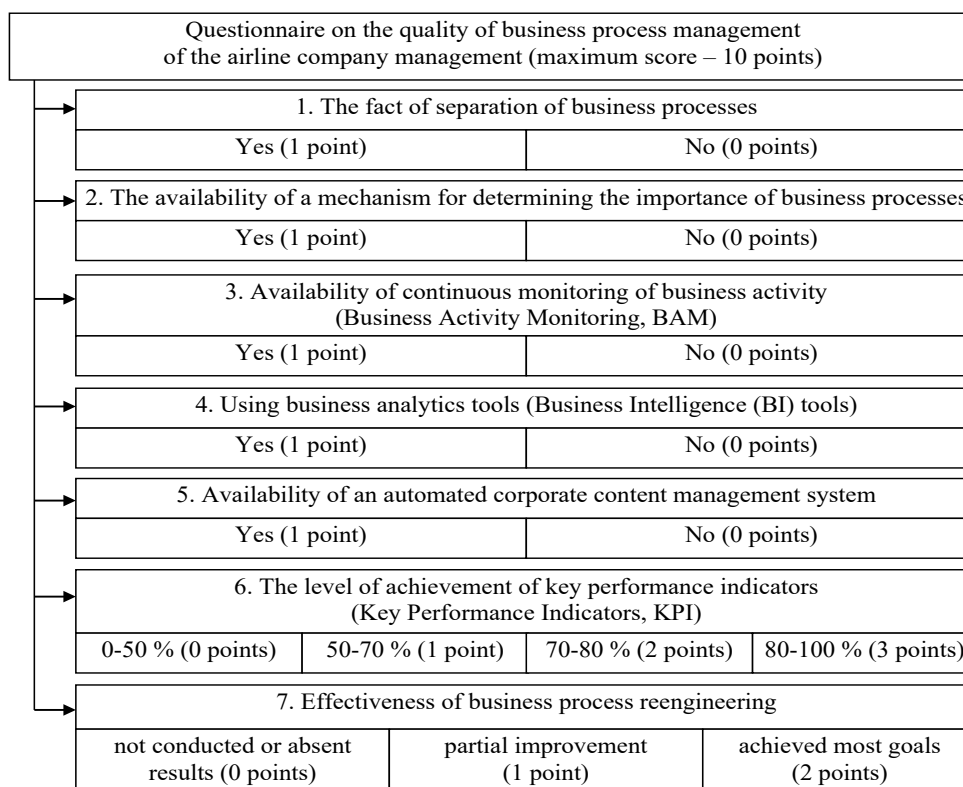 Questionnaire on the quality of business process management
of the airline company management (maximum score – 10 points)
1. The fact of separation of business processes
Yes (1 point) No (0 points)
2. The availability of a mechanism for determining the importance of business processes
Yes (1 point) No (0 points)
3. Availability of continuous monitoring of business activity
(Business Activity Monitoring, BAM)
Yes (1 point) No (0 points)
4. Using business analytics tools (Business Intelligence (BI) tools)
Yes (1 point) No (0 points)
5. Availability of an automated corporate content management system
Yes (1 point) No (0 points)
6. The level of achievement of key performance indicators
(Key Performance Indicators, KPI)
0-50 % (0 points) 50-70 % (1 point) 70-80 % (2 points) 80-100 % (3 points)
7. Effectiveness of business process reengineering
not conducted or absent
results (0 points)
partial improvement
(1 point)
achieved most goals
(2 points)